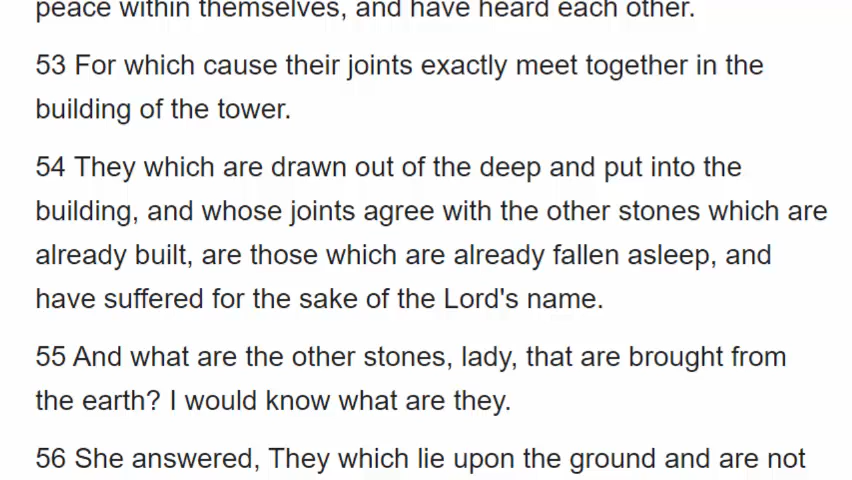 peace within themselves, and have heard each other.
53 For which cause their joints exactly meet together in the
building of the tower.
54 They which are drawn out of the deep and put into the
building, and whose joints agree with the other stones which are
already built, are those which are already fallen asleep, and
have suffered for the sake of the Lord's name.
55 And what are the other stones, lady, that are brought from
the earth? I would know what are they.
56 She answered, They which lie upon the ground and are not